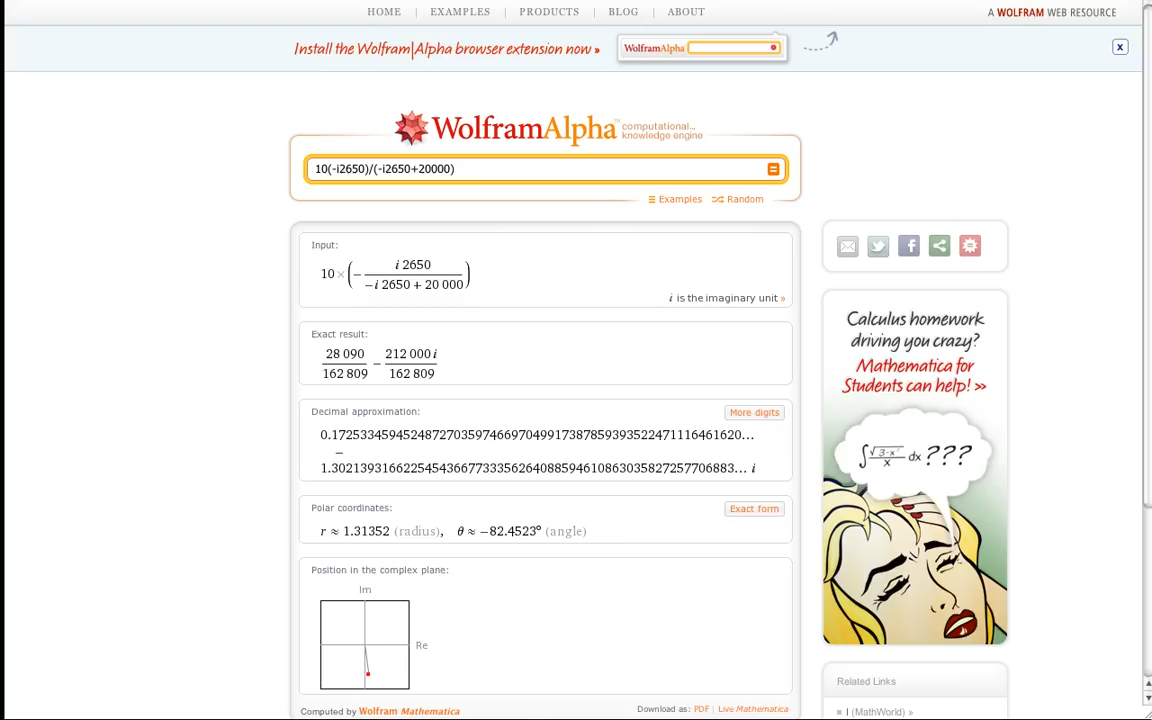 HOME | EXAMPLES | PRODUCTS | BLOG | ABOUT
A WOLFRAM WEB RESOURCE
Install the Wolfram|Alpha browser extension now »
WolframAlpha
x
WolframAlpha™ computational...
knowledge engine
10(-i2650)/(-i2650+20000)
Examples Random
Input:
10 × (- i 2650 / -i 2650 + 20 000)
i is the imaginary unit »
Exact result:
28 090 / 162 809 − 212 000 i / 162 809
Decimal approximation:
More digits
0.1725334594524872703597466970499173878593935224711164616​20...
−
1.3021393166225454366773335626408859461086303582725770688​3... i
Polar coordinates:
Exact form
r ≈ 1.31352 (radius), θ ≈ −82.4523° (angle)
Position in the complex plane:
Im
Re
Computed by Wolfram Mathematica
Download as: PDF | Live Mathematica
Calculus homework
driving you crazy?
Mathematica for
Students can help! »
dx ???
Related Links
I (MathWorld) »